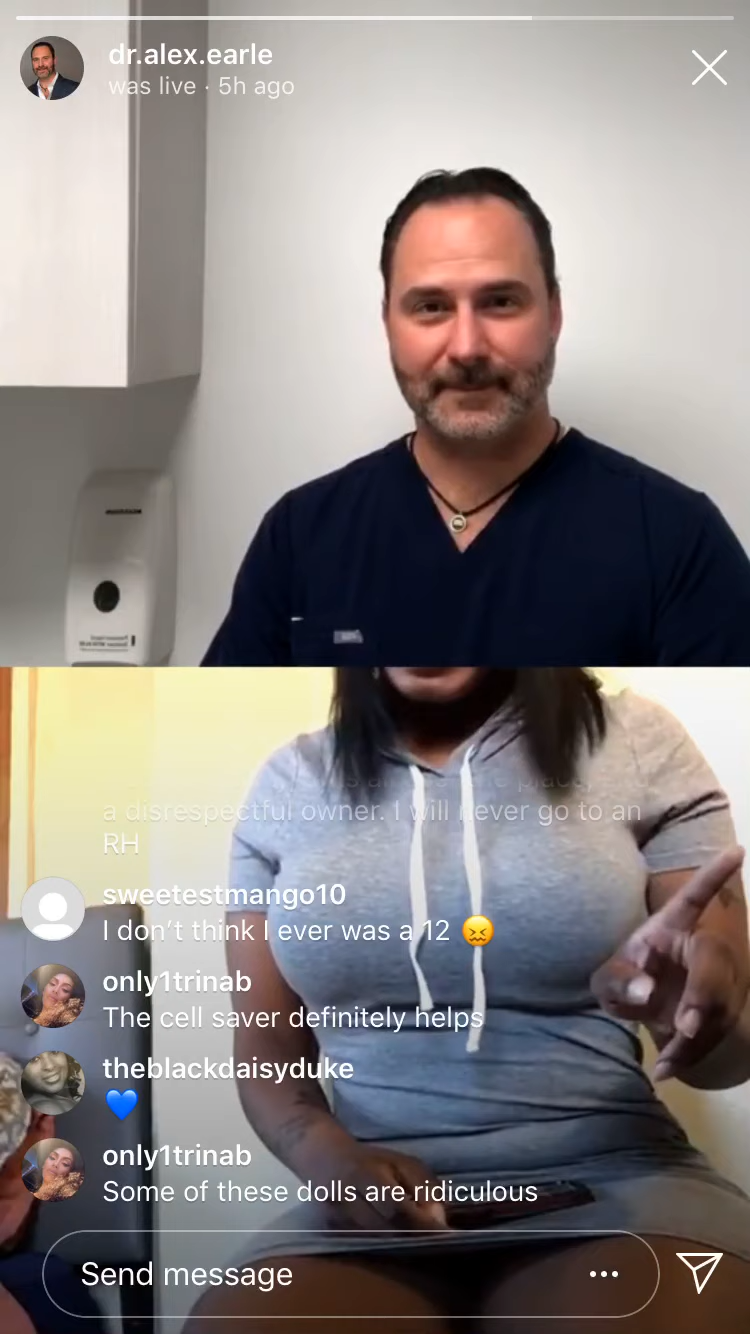 dr.alex.earle
was live · 5h ago
a disrespectful owner. I will never go to an
RH
sweetestmango10
I don't think I ever was a 12 😖
only1trinab
The cell saver definitely helps
theblackdaisyduke
💙
only1trinab
Some of these dolls are ridiculous
Send message